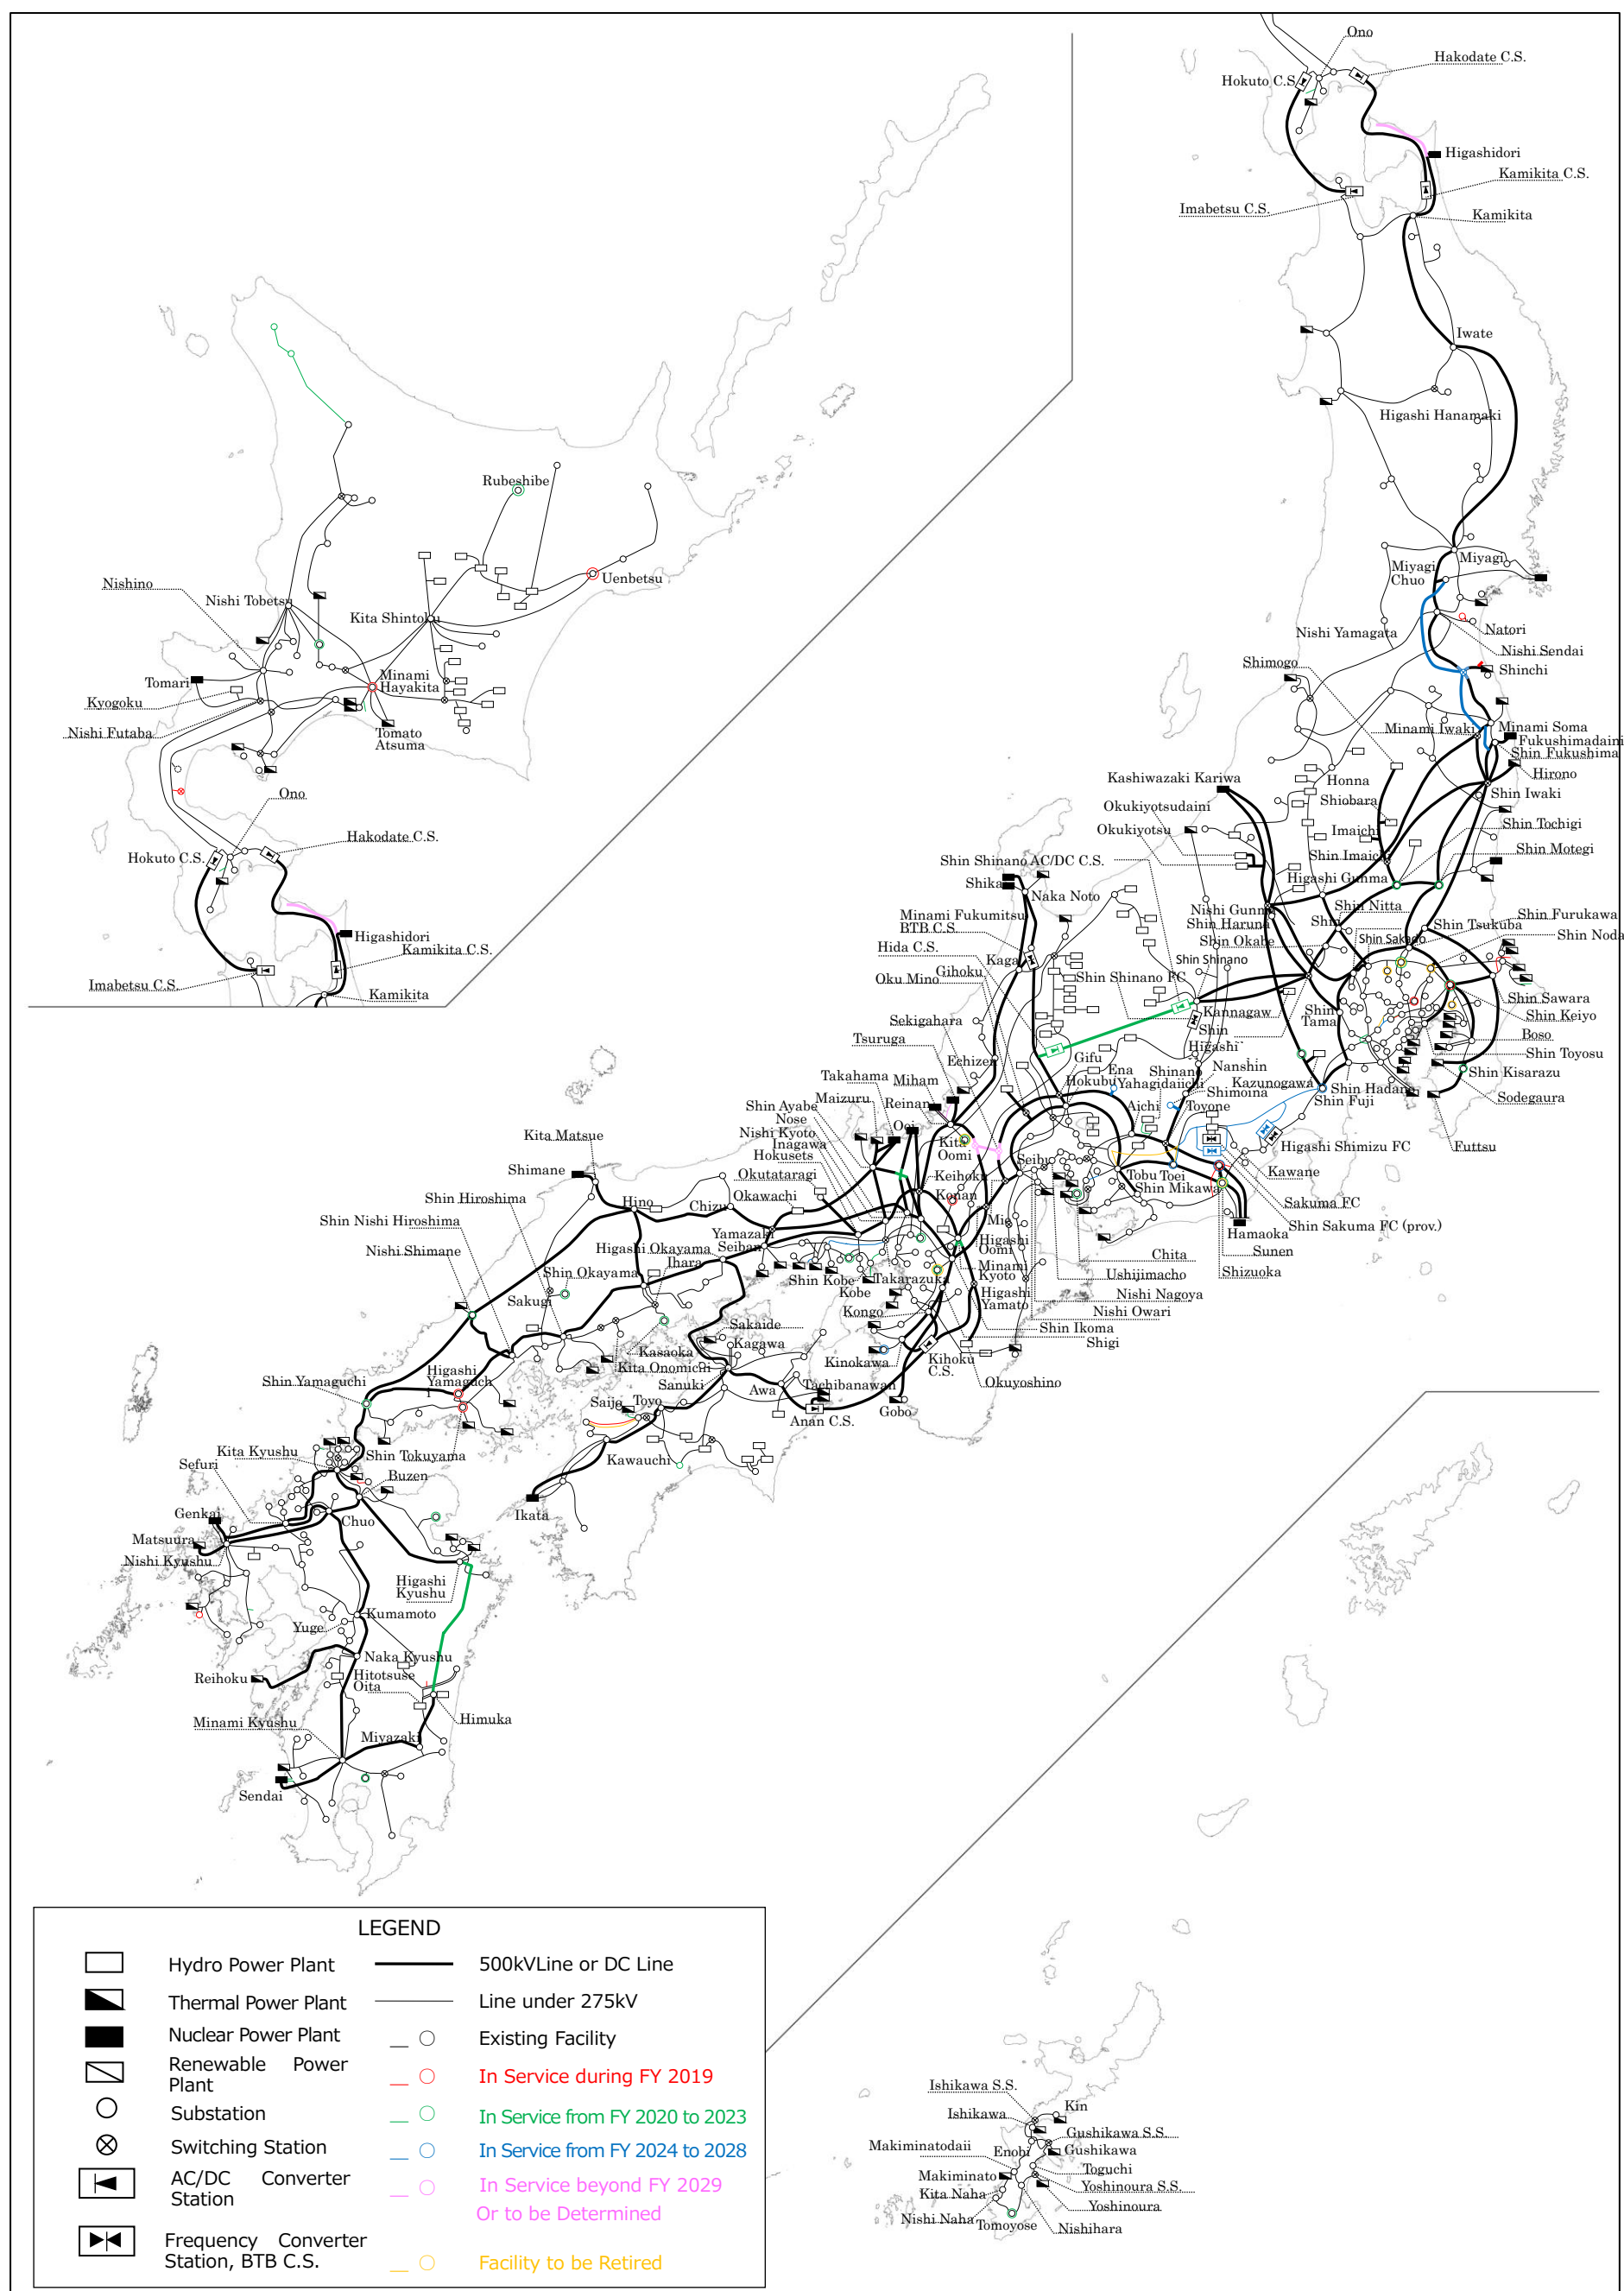 Ono
Hakodate C.S.
Hokuto C.S
Higashidori
Kamikita C.S.
Imabetsu C.S.
Kamikita
Iwate
Higashi Hanamaki
Miyagi
Miyagi
Chuo
Natori
Nishi Yamagata
Nishi Sendai
Shimogo
Shinchi
Minami Iwaki
Minami Soma
Fukushimadaini
Shin Fukushima
Hirono
Honna
Shin Iwaki
Kashiwazaki Kariwa
Okukiyotsudaini
Shiobara
Okukiyotsu
Imaichi
Shin Tochigi
Shin Imaichi
Shin Motegi
Shin Shinano AC/DC C.S.
Higashi Gunma
Shika
Naka Noto
Nishi Gunma
Shin Nitta
Minami Fukumitsu
BTB C.S.
Shin Haruna
Shin
Shin Tsukuba
Shin Furukawa
Shin Noda
Hida C.S.
Shin Okabe
Shin Sakado
Kaga
Shin Shinano
Gihoku
Shin Shinano FC
Oku Mino
Kannagaw
Shin
Shin
Tama
Shin Sawara
Shin Keiyo
Boso
Shin Toyosu
Shin Kisarazu
Sodegaura
Futtsu
Sekigahara
Tsuruga
Echizen
Gifu
Higashi
Shinano
Nanshin
Takahama
Miham
Hokubu
Ena
Yahagidaiichi
Shimoina
Kazunogawa
Shin Hadano
Shin Fuji
Maizuru
Reinan
Aichi
Toyone
Shin Ayabe
Nose
Ooi
Nishi Kyoto
Inagawa
Hokusets
Kita
Oomi
Higashi Shimizu FC
Kita Matsue
Okutataragi
Keihoku
Seibu
Kawane
Shimane
Okawachi
Konan
Tobu
Toei
Shin Mikawa
Sakuma FC
Shin Hiroshima
Hino
Chizu
Mie
Hamaoka
Shin Sakuma FC (prov.)
Shin Nishi Hiroshima
Yamazaki
Seiban
Higashi
Oomi
Sunen
Nishi Shimane
Higashi Okayama
Ihara
Minami
Kyoto
Chita
Shizuoka
Shin Okayama
Shin Kobe
Kobe
Takarazuka
Ushijimacho
Sakugi
Kongo
Higashi
Yamato
Nishi Nagoya
Nishi Owari
Sakaide
Shin Ikoma
Kasaoka
Kagawa
Kinokawa
Kihoku
C.S.
Shigi
Kita Onomichi
Higashi
Yamaguch
i
Sanuki
Okuyoshino
Shin Yamaguchi
Awa
Tachibanawan
Saijo
Toyo
Anan C.S.
Gobo
Kita Kyushu
Shin Tokuyama
Kawauchi
Sefuri
Buzen
Genkai
Ikata
Chuo
Matsuura
Nishi Kyushu
Higashi
Kyushu
Kumamoto
Yuge
Naka Kyushu
Reihoku
Hitotsuse
Oita
Minami Kyushu
Himuka
Miyazaki
Sendai
Rubeshibe
Nishino
Uenbetsu
Nishi Tobetsu
Kita Shintoku
Tomari
Minami
Hayakita
Kyogoku
Nishi Futaba
Tomato
Atsuma
Ono
Hakodate C.S.
Hokuto C.S.
Higashidori
Kamikita C.S.
Imabetsu C.S.
Kamikita
Ishikawa S.S.
Kin
Ishikawa
Gushikawa S.S.
Makiminatodaii
Enobi
Gushikawa
Toguchi
Makiminato
Yoshinoura S.S.
Kita Naha
Yoshinoura
Nishi Naha
Tomoyose
Nishihara
LEGEND
Hydro Power Plant
500kVLine or DC Line
Thermal Power Plant
Line under 275kV
Nuclear Power Plant
Existing Facility
Renewable Power
Plant
In Service during FY 2019
Substation
In Service from FY 2020 to 2023
Switching Station
In Service from FY 2024 to 2028
AC/DC Converter
Station
In Service beyond FY 2029
Or to be Determined
Frequency Converter
Station, BTB C.S.
Facility to be Retired